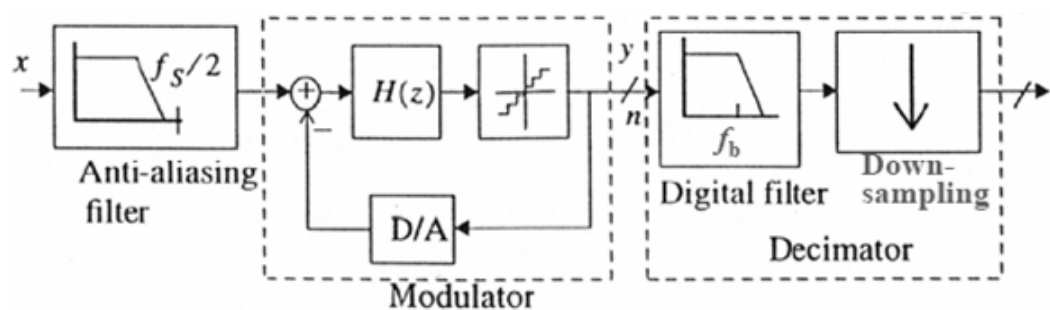 x
f_S/2
Anti-aliasing
filter
+
−
H(z)
D/A
Modulator
y
n
f_b
Digital filter
Down-
sampling
Decimator